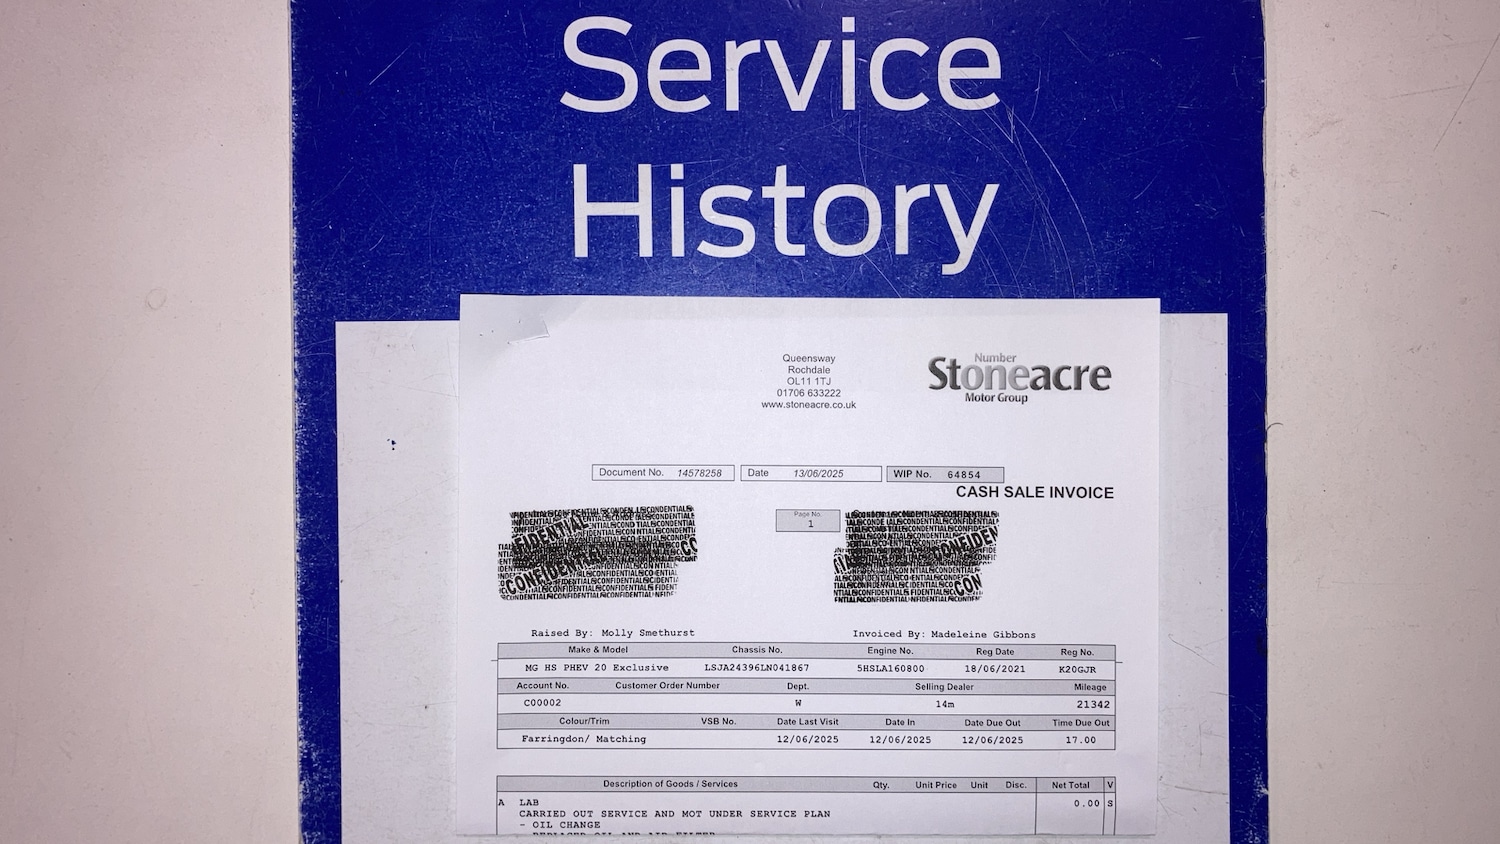 Service
History
Queensway
Rochdale
OL11 1TJ
01706 633222
www.stoneacre.co.uk
Number
Stoneacre
Motor Group
Document No. 14578258 Date 13/06/2025 WIP No. 64854
CASH SALE INVOICE
Page No.
1
Raised By: Molly Smethurst Invoiced By: Madeleine Gibbons
Make & Model Chassis No. Engine No. Reg Date Reg No.
MG HS PHEV 20 Exclusive LSJA24396LN041867 5HSLA160800 18/06/2021 K20GJR
Account No. Customer Order Number Dept. Selling Dealer Mileage
C00002 W 14m 21342
Colour/Trim VSB No. Date Last Visit Date In Date Due Out Time Due Out
Farringdon/ Matching 12/06/2025 12/06/2025 12/06/2025 17.00
Description of Goods / Services Qty. Unit Price Unit Disc. Net Total V
A LAB 0.00 S
CARRIED OUT SERVICE AND MOT UNDER SERVICE PLAN
- OIL CHANGE
- REPLACED OIL AND AIR FILTER